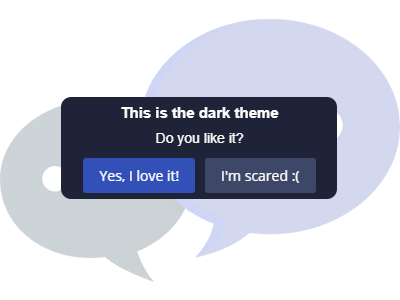 This is the dark theme
Do you like it?
Yes, I love it! I'm scared :(